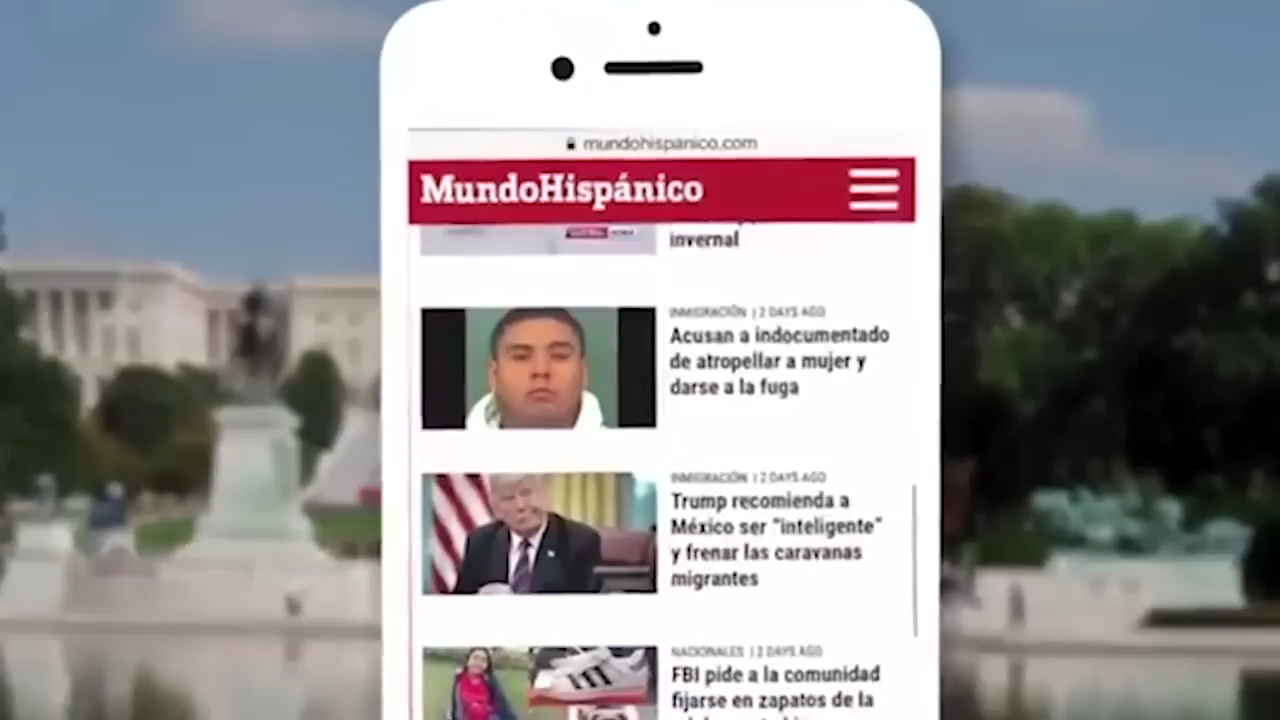 mundohispanico.com
MundoHispánico
invernal
INMIGRACIÓN | 2 DAYS AGO
Acusan a indocumentado
de atropellar a mujer y
darse a la fuga
INMIGRACIÓN | 2 DAYS AGO
Trump recomienda a
México ser "inteligente"
y frenar las caravanas
migrantes
NACIONALES | 2 DAYS AGO
FBI pide a la comunidad
fijarse en zapatos de la